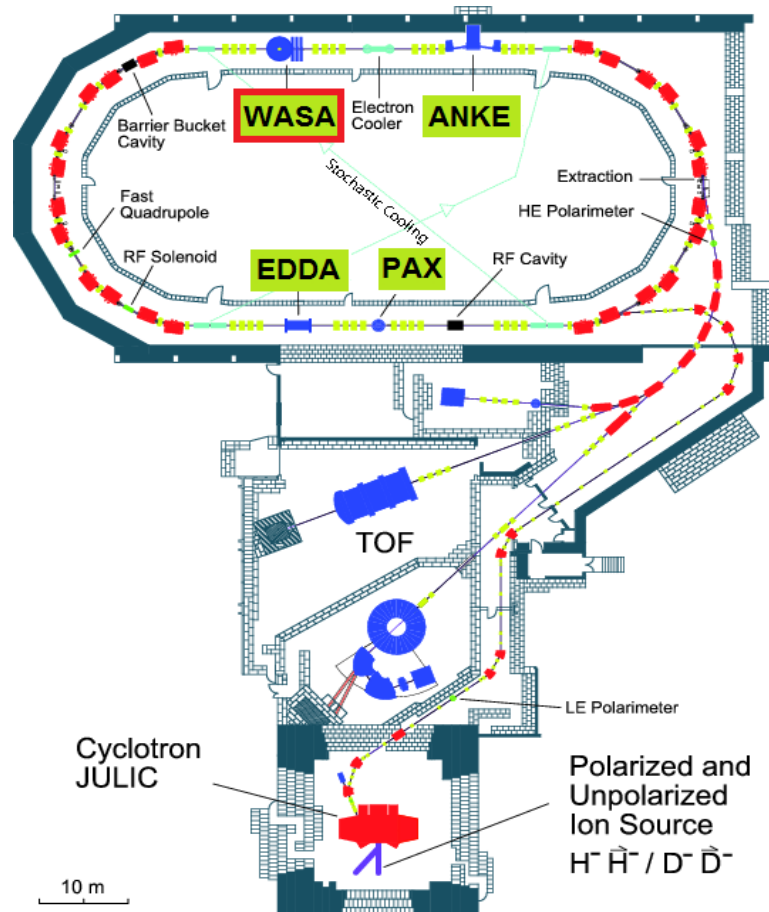 WASA
Electron
Cooler
ANKE
Barrier Bucket
Cavity
Stochastic Cooling
Extraction
Fast
Quadrupole
HE Polarimeter
RF Solenoid
EDDA
PAX
RF Cavity
TOF
LE Polarimeter
Cyclotron
JULIC
Polarized and
Unpolarized
Ion Source
H⁻ H⃗⁻ / D⁻ D⃗⁻
10 m